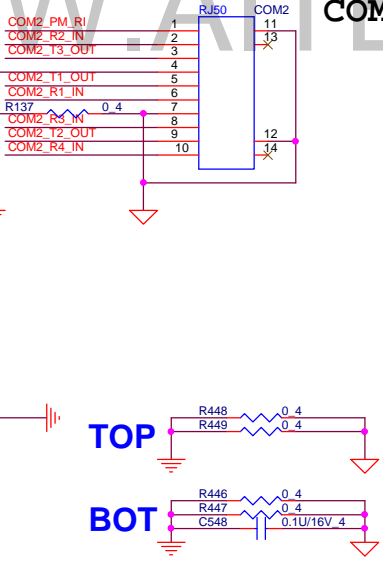 RJ50 COM2 COM
COM2_PM_RI 1 11
COM2_R2_IN 2 13
COM2_T3_OUT 3
4
COM2_T1_OUT 5
COM2_R1_IN 6
R137 0_4 7
COM2_R3_IN 8
COM2_T2_OUT 9 12
COM2_R4_IN 10 14
TOP
R448 0_4
R449 0_4
BOT
R446 0_4
R447 0_4
C548 0.1U/16V_4